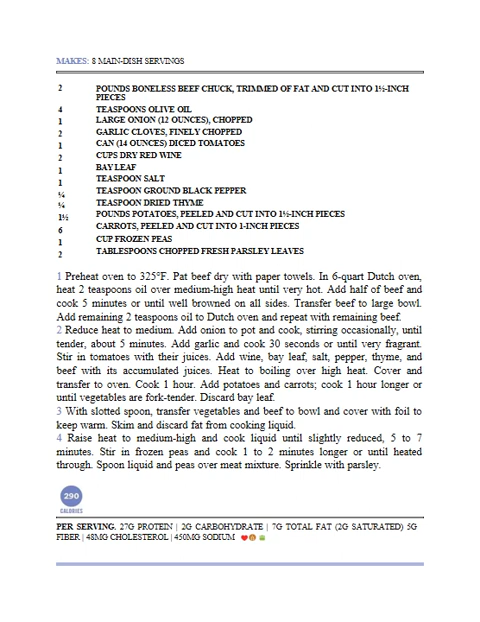 MAKES: 8 MAIN-DISH SERVINGS
2 POUNDS BONELESS BEEF CHUCK, TRIMMED OF FAT AND CUT INTO 1½-INCH
PIECES
4 TEASPOONS OLIVE OIL
1 LARGE ONION (12 OUNCES), CHOPPED
2 GARLIC CLOVES, FINELY CHOPPED
1 CAN (14 OUNCES) DICED TOMATOES
2 CUPS DRY RED WINE
1 BAY LEAF
1 TEASPOON SALT
¼ TEASPOON GROUND BLACK PEPPER
¼ TEASPOON DRIED THYME
1½ POUNDS POTATOES, PEELED AND CUT INTO 1½-INCH PIECES
6 CARROTS, PEELED AND CUT INTO 1-INCH PIECES
1 CUP FROZEN PEAS
2 TABLESPOONS CHOPPED FRESH PARSLEY LEAVES
1 Preheat oven to 325°F. Pat beef dry with paper towels. In 6-quart Dutch oven,
heat 2 teaspoons oil over medium-high heat until very hot. Add half of beef and
cook 5 minutes or until well browned on all sides. Transfer beef to large bowl.
Add remaining 2 teaspoons oil to Dutch oven and repeat with remaining beef.
2 Reduce heat to medium. Add onion to pot and cook, stirring occasionally, until
tender, about 5 minutes. Add garlic and cook 30 seconds or until very fragrant.
Stir in tomatoes with their juices. Add wine, bay leaf, salt, pepper, thyme, and
beef with its accumulated juices. Heat to boiling over high heat. Cover and
transfer to oven. Cook 1 hour. Add potatoes and carrots; cook 1 hour longer or
until vegetables are fork-tender. Discard bay leaf.
3 With slotted spoon, transfer vegetables and beef to bowl and cover with foil to
keep warm. Skim and discard fat from cooking liquid.
4 Raise heat to medium-high and cook liquid until slightly reduced, 5 to 7
minutes. Stir in frozen peas and cook 1 to 2 minutes longer or until heated
through. Spoon liquid and peas over meat mixture. Sprinkle with parsley.
290
CALORIES
PER SERVING. 27G PROTEIN | 2G CARBOHYDRATE | 7G TOTAL FAT (2G SATURATED) 5G
FIBER | 48MG CHOLESTEROL | 450MG SODIUM